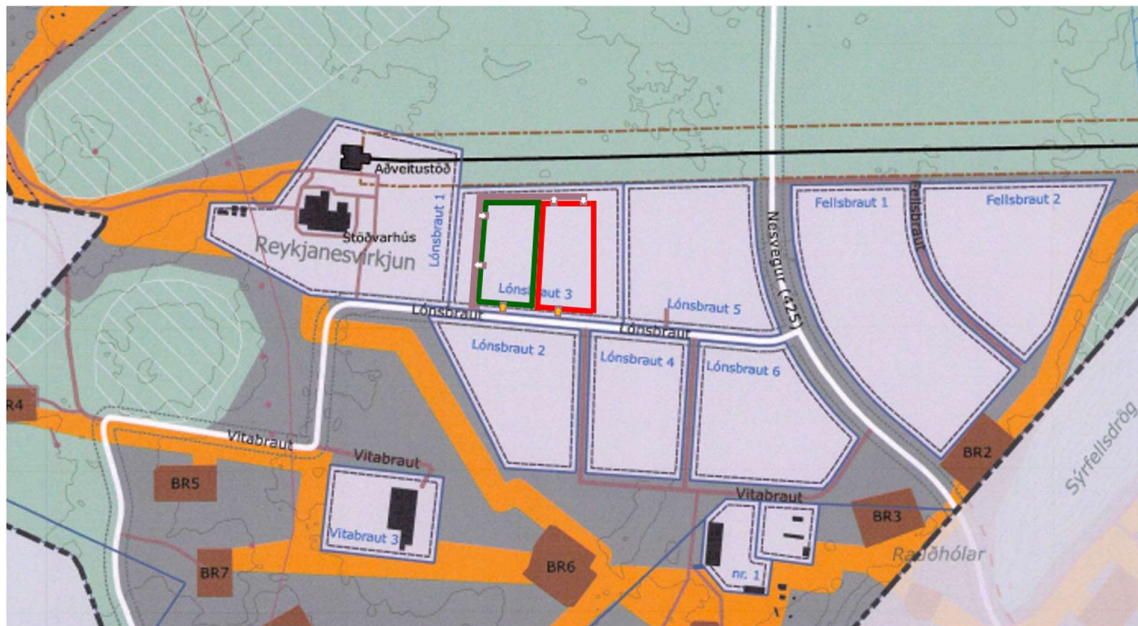 Aðveitustöð
Stöðvarhús
Reykjanesvirkjun
Lónsbraut 1
Lónsbraut 3
Lónsbraut 5
Nesvegur (425)
Fellsbraut 1
Fellsbraut
Fellsbraut 2
Lónsbraut
Lónsbraut
Lónsbraut 2
Lónsbraut 4
Lónsbraut 6
R4
Vitabraut
Vitabraut
Vitabraut
BR5
BR2
BR3
Sýrfellsdrög
Vitabraut 3
BR7
BR6
nr. 1
Rauðhólar